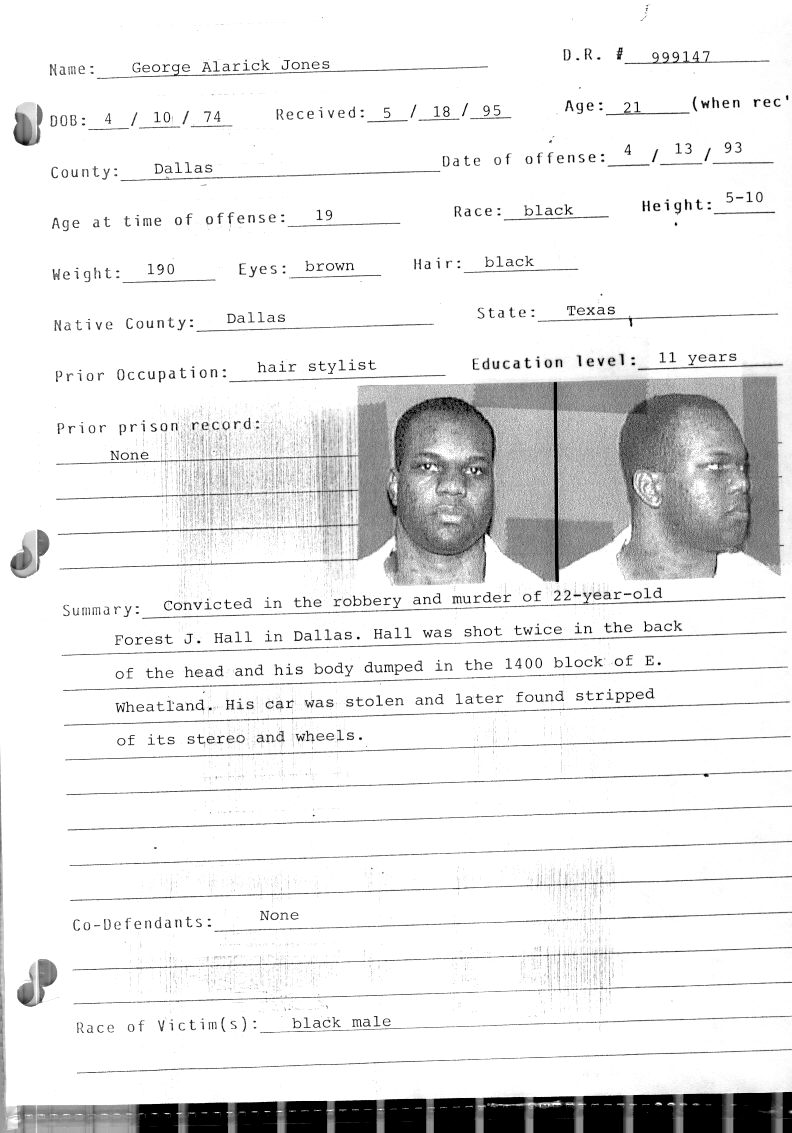 Name: George Alarick Jones D.R. # 999147
DOB: 4 / 10 / 74 Received: 5 / 18 / 95 Age: 21 (when rec'
County: Dallas Date of offense: 4 / 13 / 93
Age at time of offense: 19 Race: black Height: 5-10
Weight: 190 Eyes: brown Hair: black
Native County: Dallas State: Texas
Prior Occupation: hair stylist Education level: 11 years
Prior prison record:
None
Summary: Convicted in the robbery and murder of 22-year-old
Forest J. Hall in Dallas. Hall was shot twice in the back
of the head and his body dumped in the 1400 block of E.
Wheatland. His car was stolen and later found stripped
of its stereo and wheels.
Co-Defendants: None
Race of Victim(s): black male